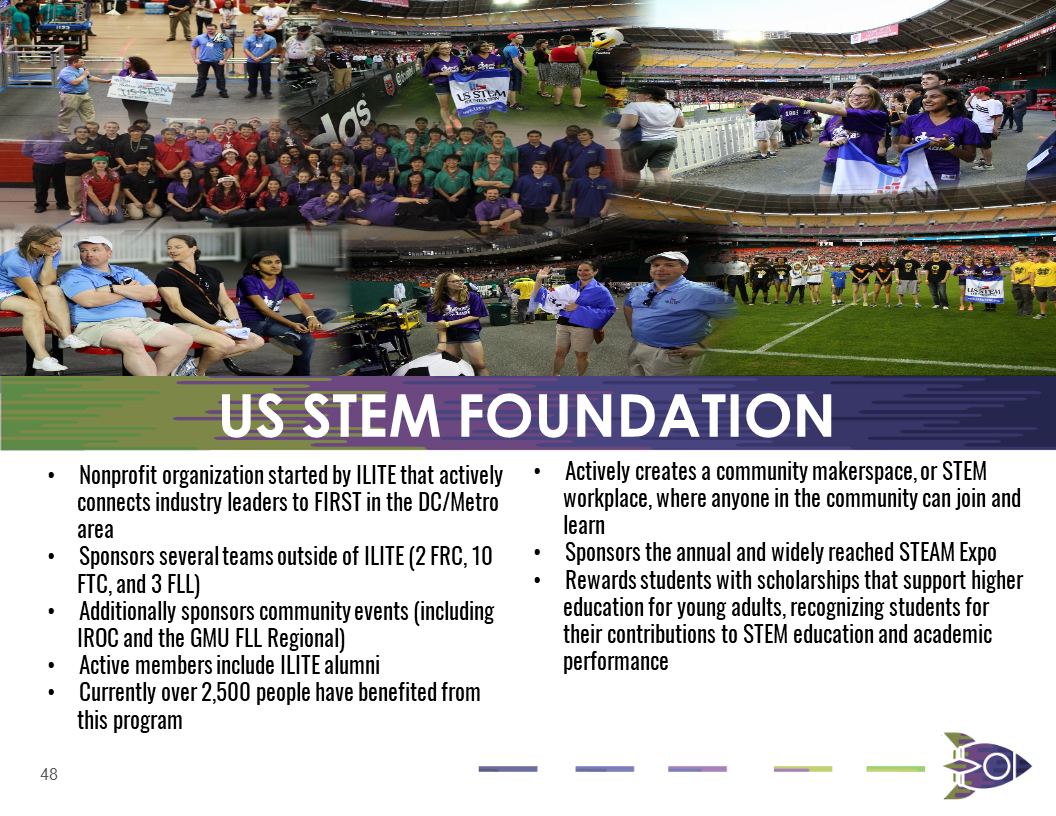 1123
US STEM
das
US STEM
FOUNDATION
1981
US STEM
US STEM
US STEM FOUNDATION
• Nonprofit organization started by ILITE that actively
connects industry leaders to FIRST in the DC/Metro
area
• Sponsors several teams outside of ILITE (2 FRC, 10
FTC, and 3 FLL)
• Additionally sponsors community events (including
IROC and the GMU FLL Regional)
• Active members include ILITE alumni
• Currently over 2,500 people have benefited from
this program
• Actively creates a community makerspace, or STEM
workplace, where anyone in the community can join and
learn
• Sponsors the annual and widely reached STEAM Expo
• Rewards students with scholarships that support higher
education for young adults, recognizing students for
their contributions to STEM education and academic
performance
48